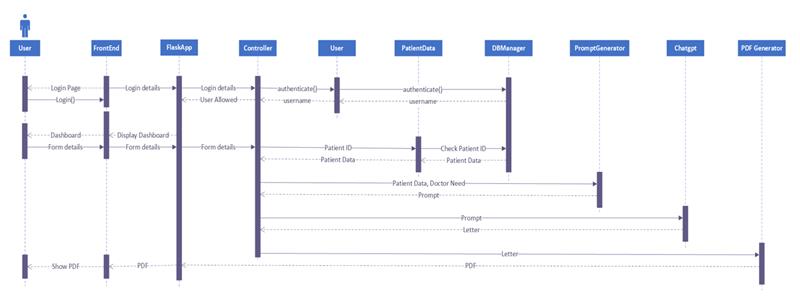 User FrontEnd FlaskApp Controller User PatientData DBManager PromptGenerator Chatgpt PDF Generator
Login Page Login details Login details authenticate() authenticate()
Login() User Allowed username username
Dashboard Display Dashboard
Form details Form details Form details Patient ID Check Patient ID
Patient Data Patient Data
Patient Data, Doctor Need
Prompt
Prompt
Letter
Letter
Show PDF PDF PDF